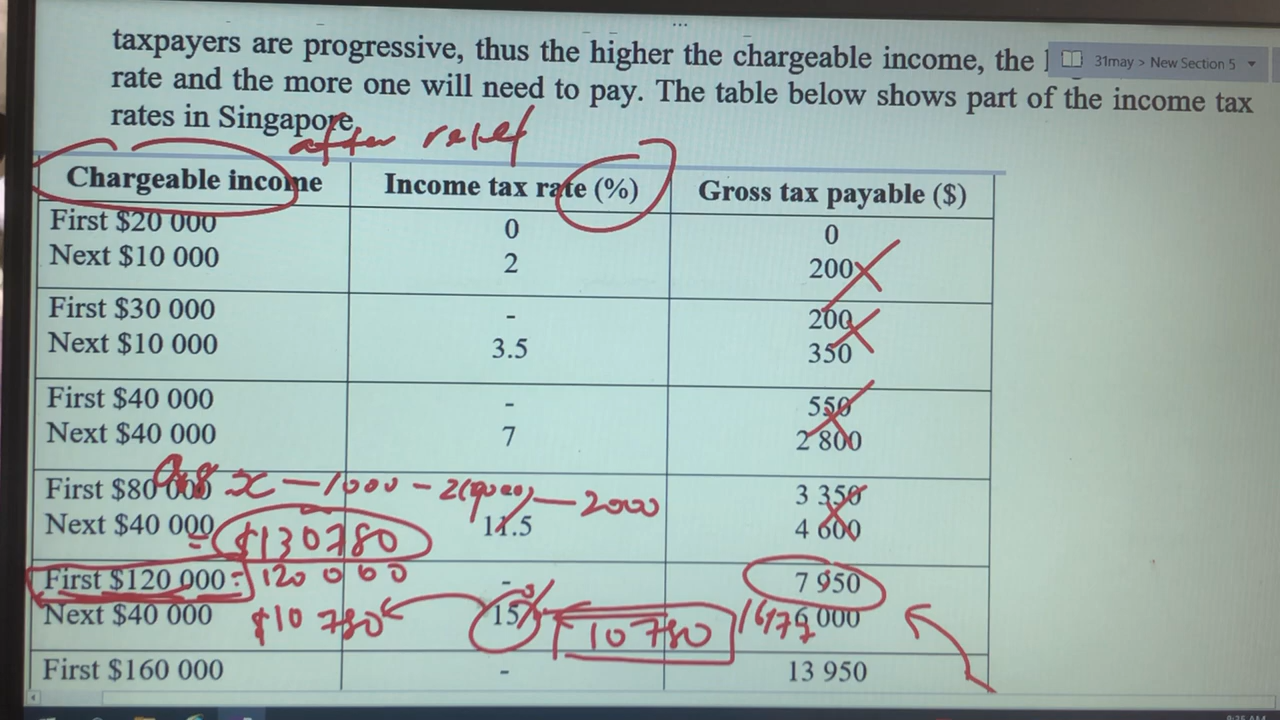 taxpayers are progressive, thus the higher the chargeable income, the
31may > New Section 5
rate and the more one will need to pay. The table below shows part of the income tax
rates in Singapore
after relief
Chargeable income Income tax rate (%) Gross tax payable ($)
First $20 000 0 0
Next $10 000 2 200
First $30 000 - 200
Next $10 000 3.5 350
First $40 000 - 550
Next $40 000 7 2 800
First $80 000 3 350
x - 1000 - 2(9000) - 2000
Next $40 000 11.5 4 600
= $130780
First $120 000 - 7 950
- 120 000
Next $40 000 15% 6 000
$10 780 10780 1617
First $160 000 - 13 950